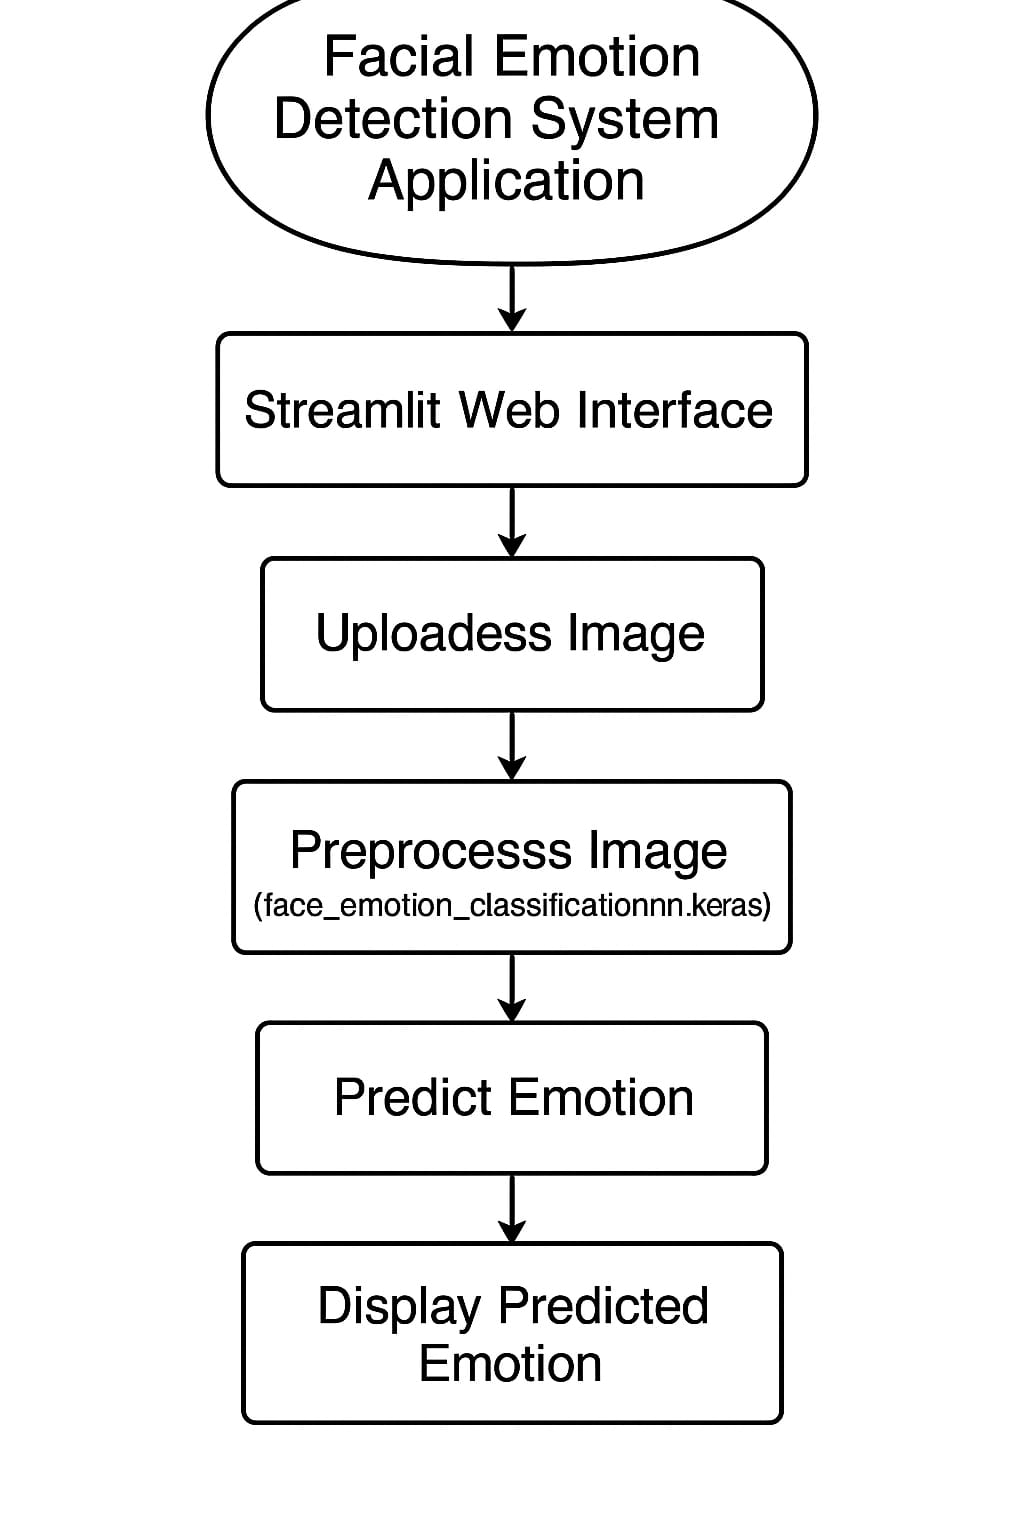 Facial Emotion
Detection System
Application
Streamlit Web Interface
Uploadess Image
Preprocesss Image
(face_emotion_classificationnn.keras)
Predict Emotion
Display Predicted
Emotion